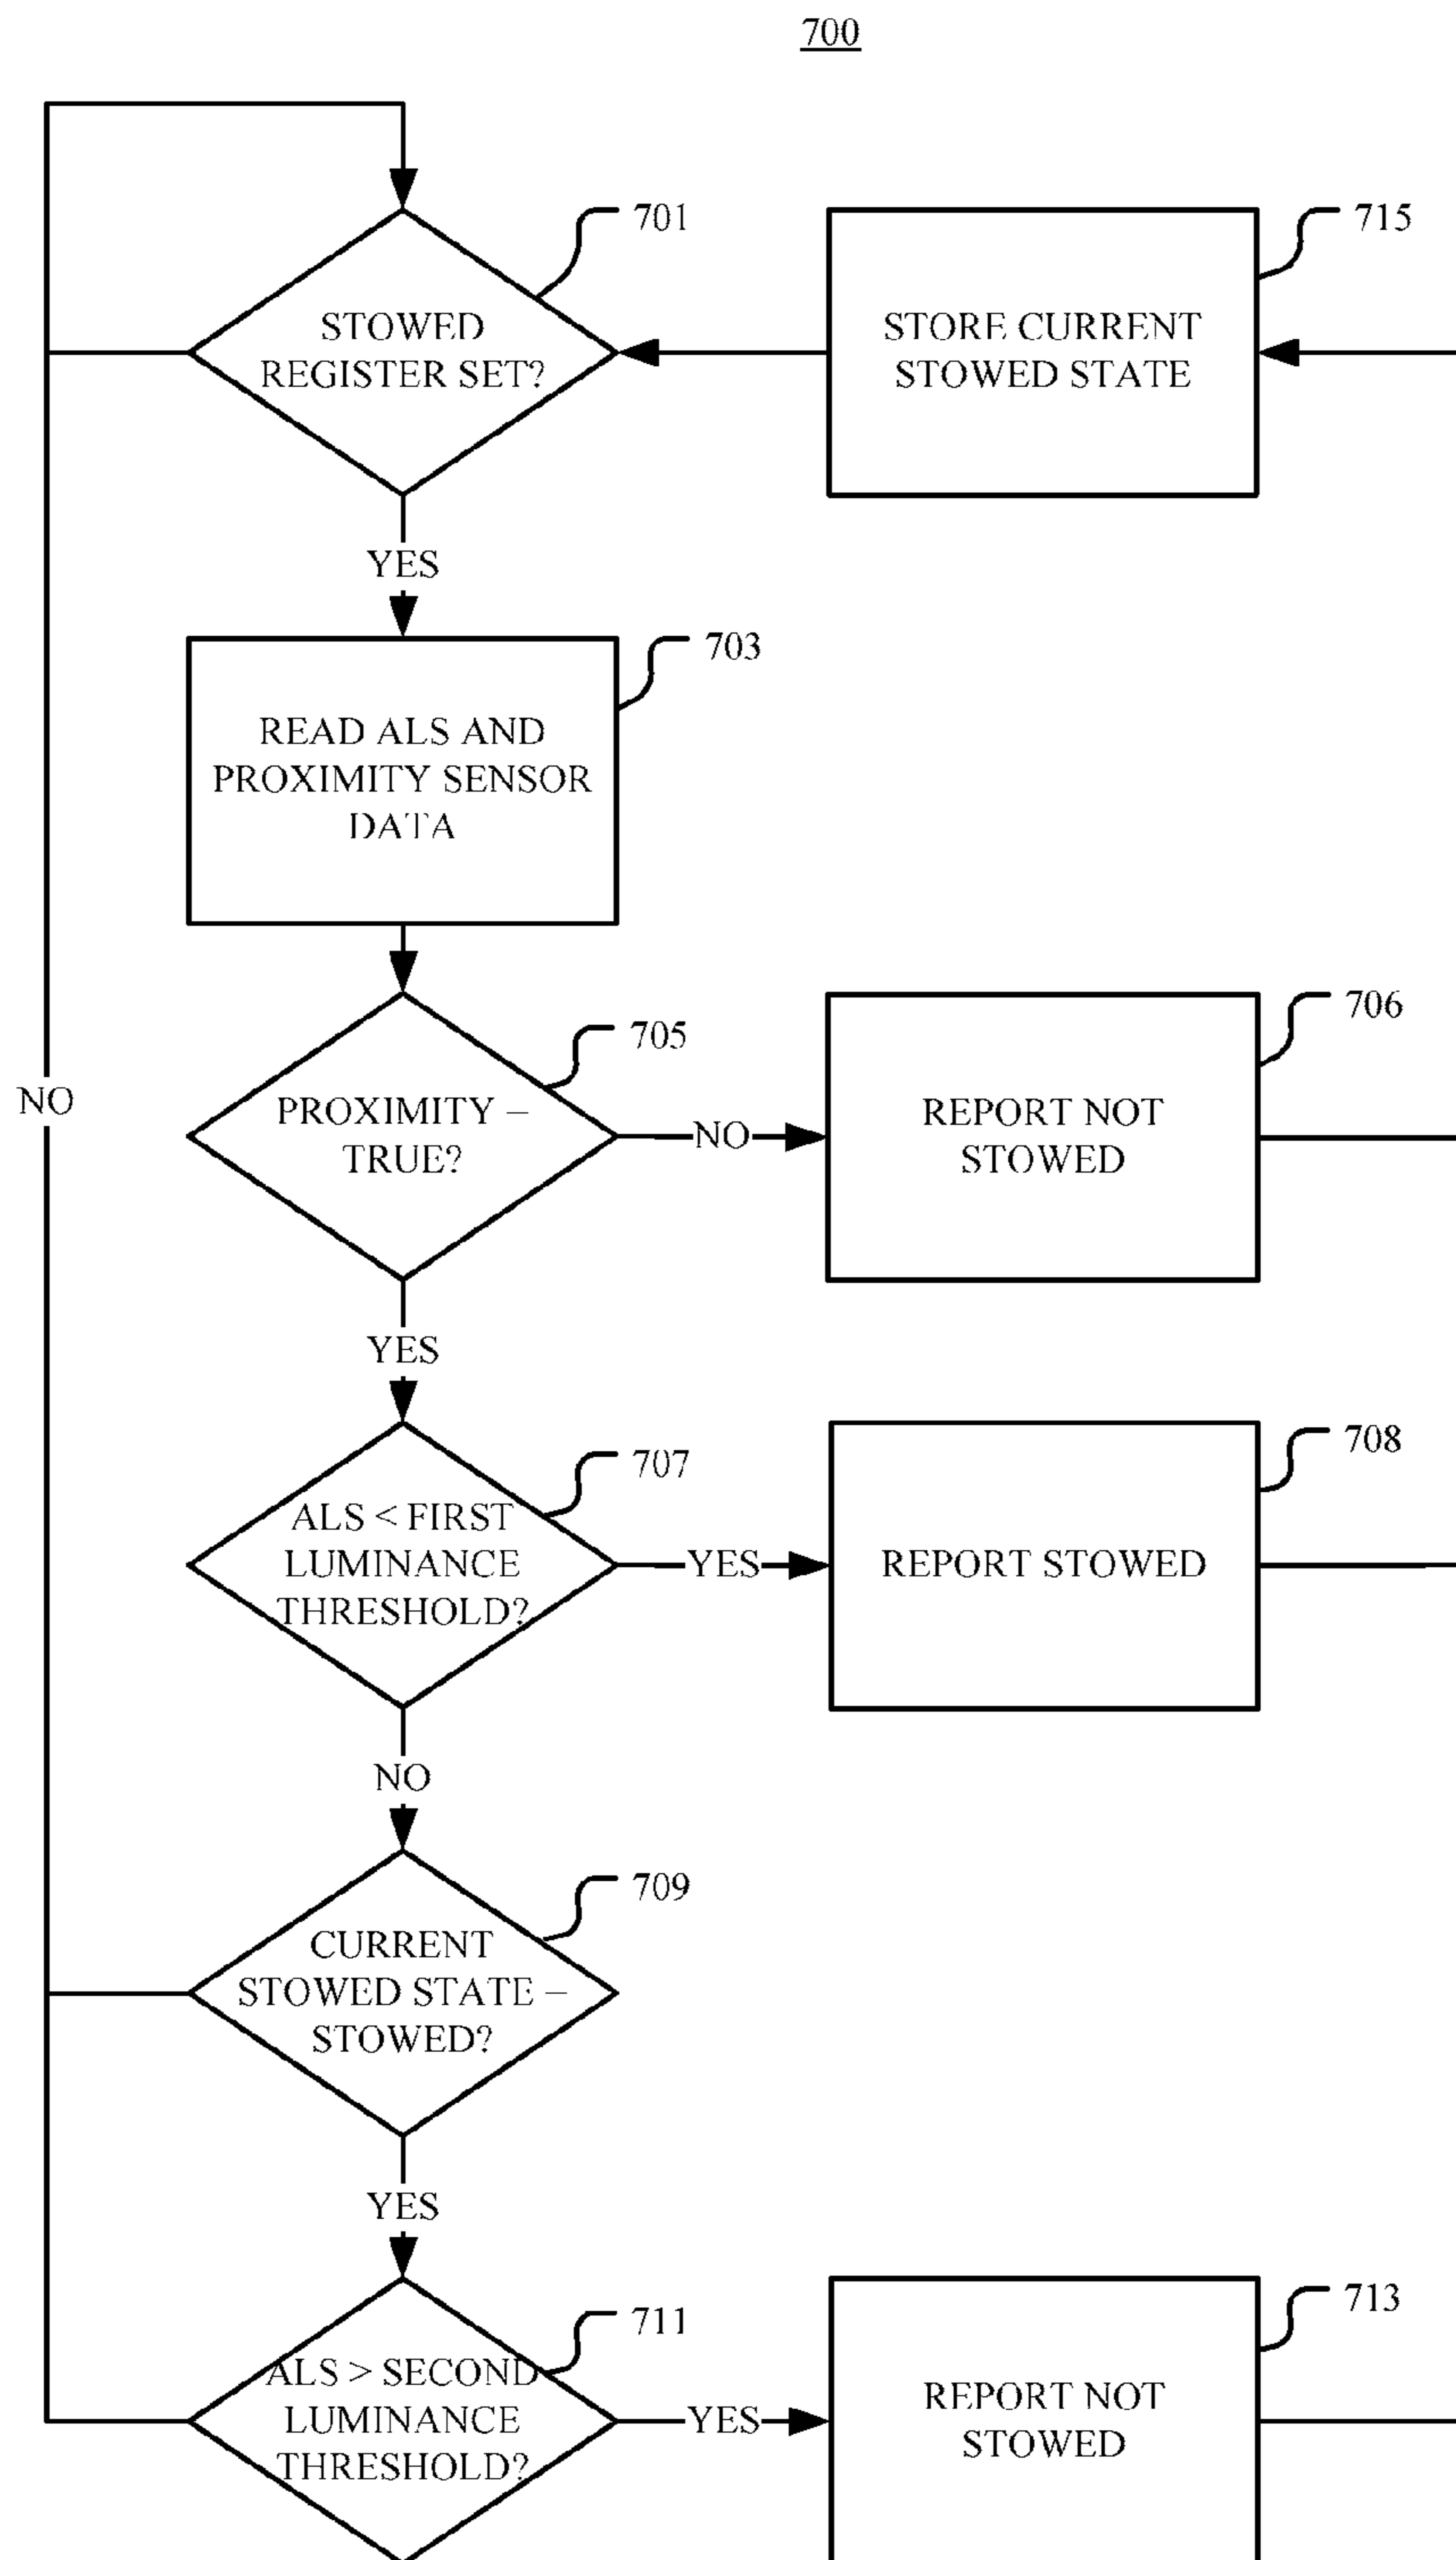 700
701
STOWED
REGISTER SET?
715
STORE CURRENT
STOWED STATE
YES
703
READ ALS AND
PROXIMITY SENSOR
DATA
NO
705
PROXIMITY –
TRUE?
NO
706
REPORT NOT
STOWED
YES
707
ALS < FIRST
LUMINANCE
THRESHOLD?
YES
708
REPORT STOWED
NO
709
CURRENT
STOWED STATE –
STOWED?
YES
711
ALS > SECOND
LUMINANCE
THRESHOLD?
YES
713
REPORT NOT
STOWED